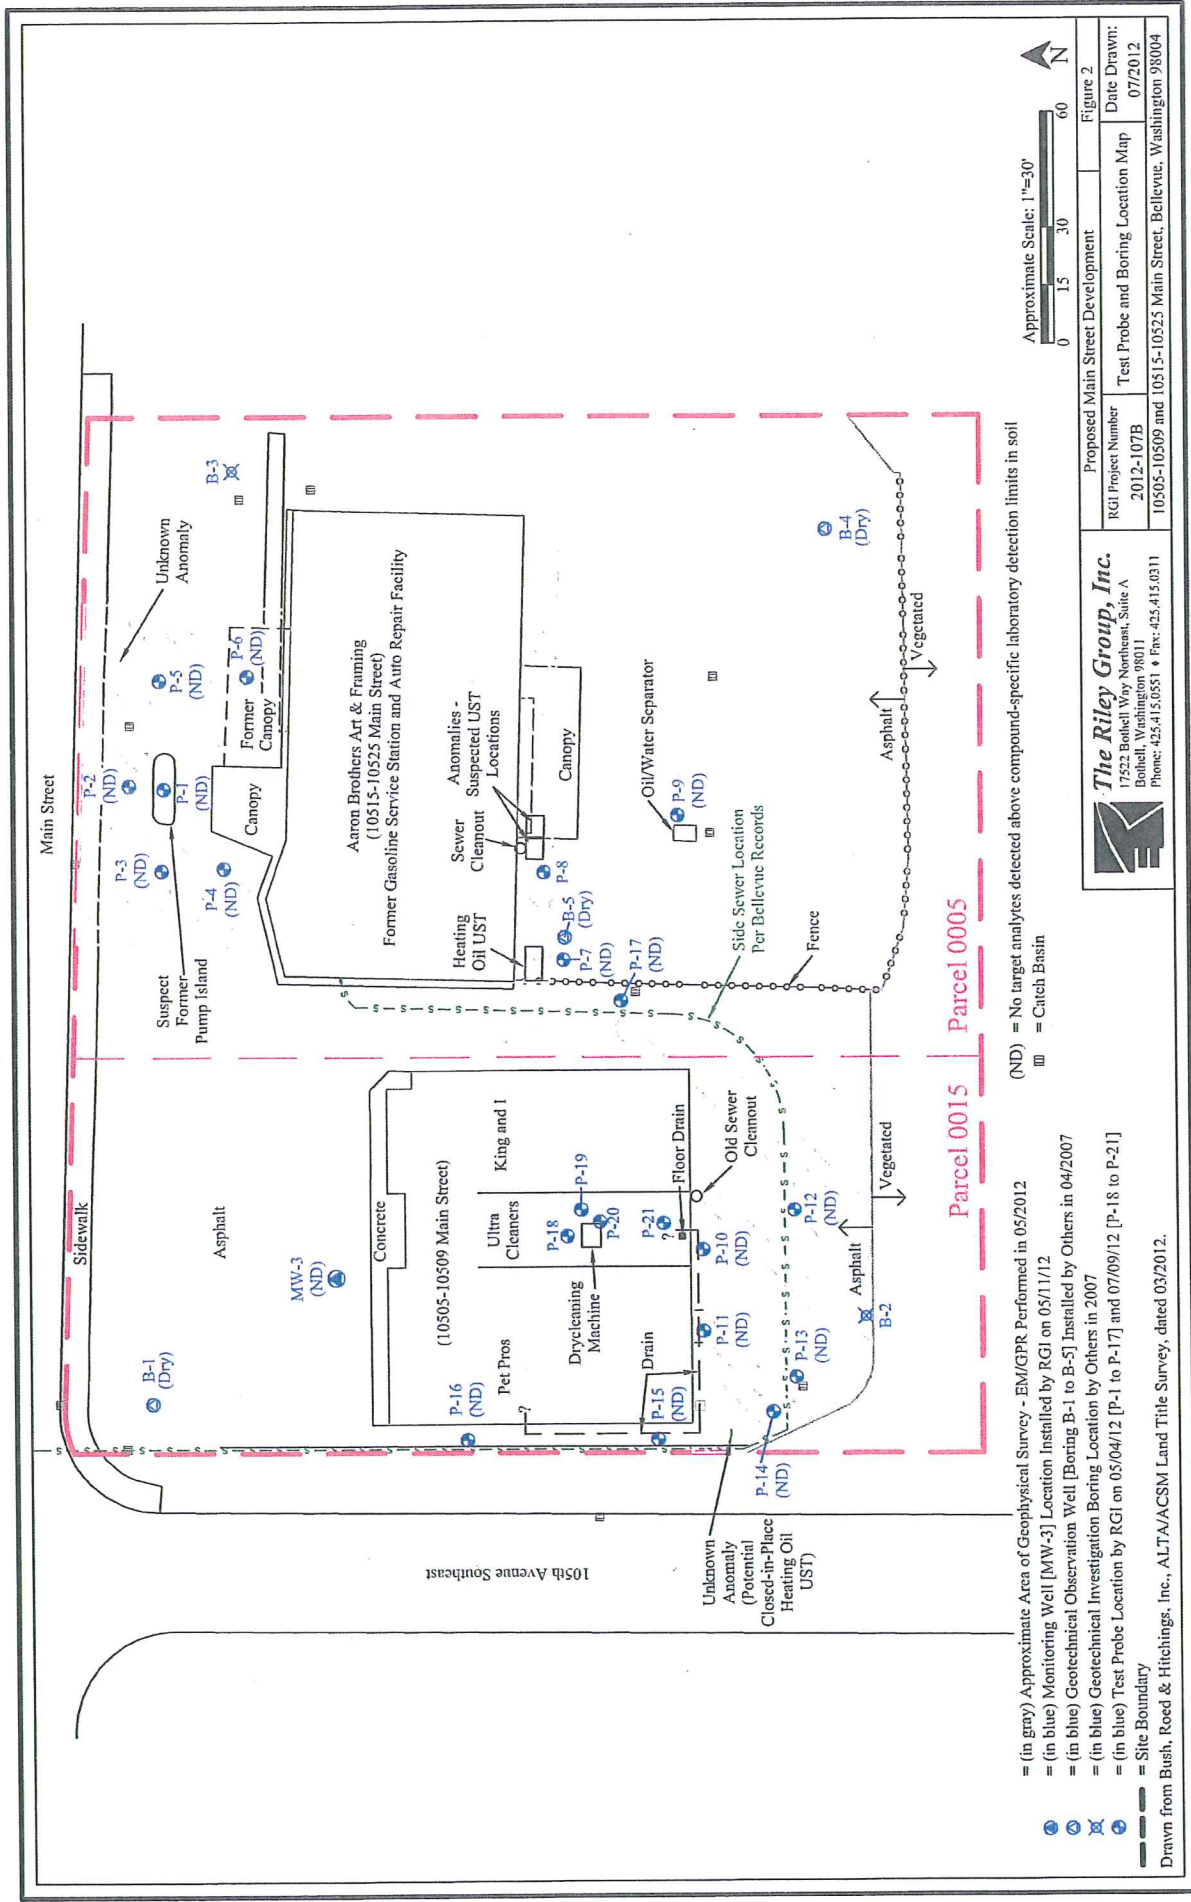 Main Street
Sidewalk
Unknown
Anomaly
B-3
P-2
(ND)
P-5
(ND)
P-6
(ND)
P-3
(ND)
P-1
(ND)
P-4
(ND)
Former
Canopy
Canopy
Suspect
Former
Pump Island
B-1
(Dry)
Asphalt
MW-3
(ND)
Concrete
Aaron Brothers Art & Framing
(10515-10525 Main Street)
Former Gasoline Service Station and Auto Repair Facility
Heating
Oil UST
Sewer
Cleanout
Anomalies -
Suspected UST
Locations
Canopy
P-8
B-5
(Dry)
P-7
(ND)
P-17
(ND)
Oil/Water Separator
P-9
(ND)
B-4
(Dry)
(10505-10509 Main Street)
Pet Pros
Ultra
Cleaners
King and I
P-16
(ND)
?
P-18
P-19
P-20
Drycleaning
Machine
P-21
?
Floor Drain
Drain
P-15
(ND)
P-11
(ND)
P-10
(ND)
Old Sewer
Cleanout
Side Sewer Location
Per Bellevue Records
Fence
P-14
(ND)
P-13
(ND)
P-12
(ND)
B-2
Asphalt
Vegetated
Asphalt
Vegetated
105th Avenue Southeast
Unknown
Anomaly
(Potential
Closed-in-Place
Heating Oil
UST)
Parcel 0015
Parcel 0005
s s s s s s s s s s s s s s s s s s s s s s s s s s s s s
= (in gray) Approximate Area of Geophysical Survey - EM/GPR Performed in 05/2012
= (in blue) Monitoring Well [MW-3] Location Installed by RGI on 05/11/12
= (in blue) Geotechnical Observation Well [Boring B-1 to B-5] Installed by Others in 04/2007
= (in blue) Geotechnical Investigation Boring Location by Others in 2007
= (in blue) Test Probe Location by RGI on 05/04/12 [P-1 to P-17] and 07/09/12 [P-18 to P-21]
= Site Boundary
Drawn from Bush, Roed & Hitchings, Inc., ALTA/ACSM Land Title Survey, dated 03/2012.
(ND) = No target analytes detected above compound-specific laboratory detection limits in soil
= Catch Basin
Approximate Scale: 1"=30'
0 15 30 60
N
The Riley Group, Inc.
17522 Bothell Way Northeast, Suite A
Bothell, Washington 98011
Phone: 425.415.0551 ♦ Fax: 425.415.0311
Proposed Main Street Development
Figure 2
RGI Project Number
2012-107B
Test Probe and Boring Location Map
Date Drawn:
07/2012
10505-10509 and 10515-10525 Main Street, Bellevue, Washington 98004